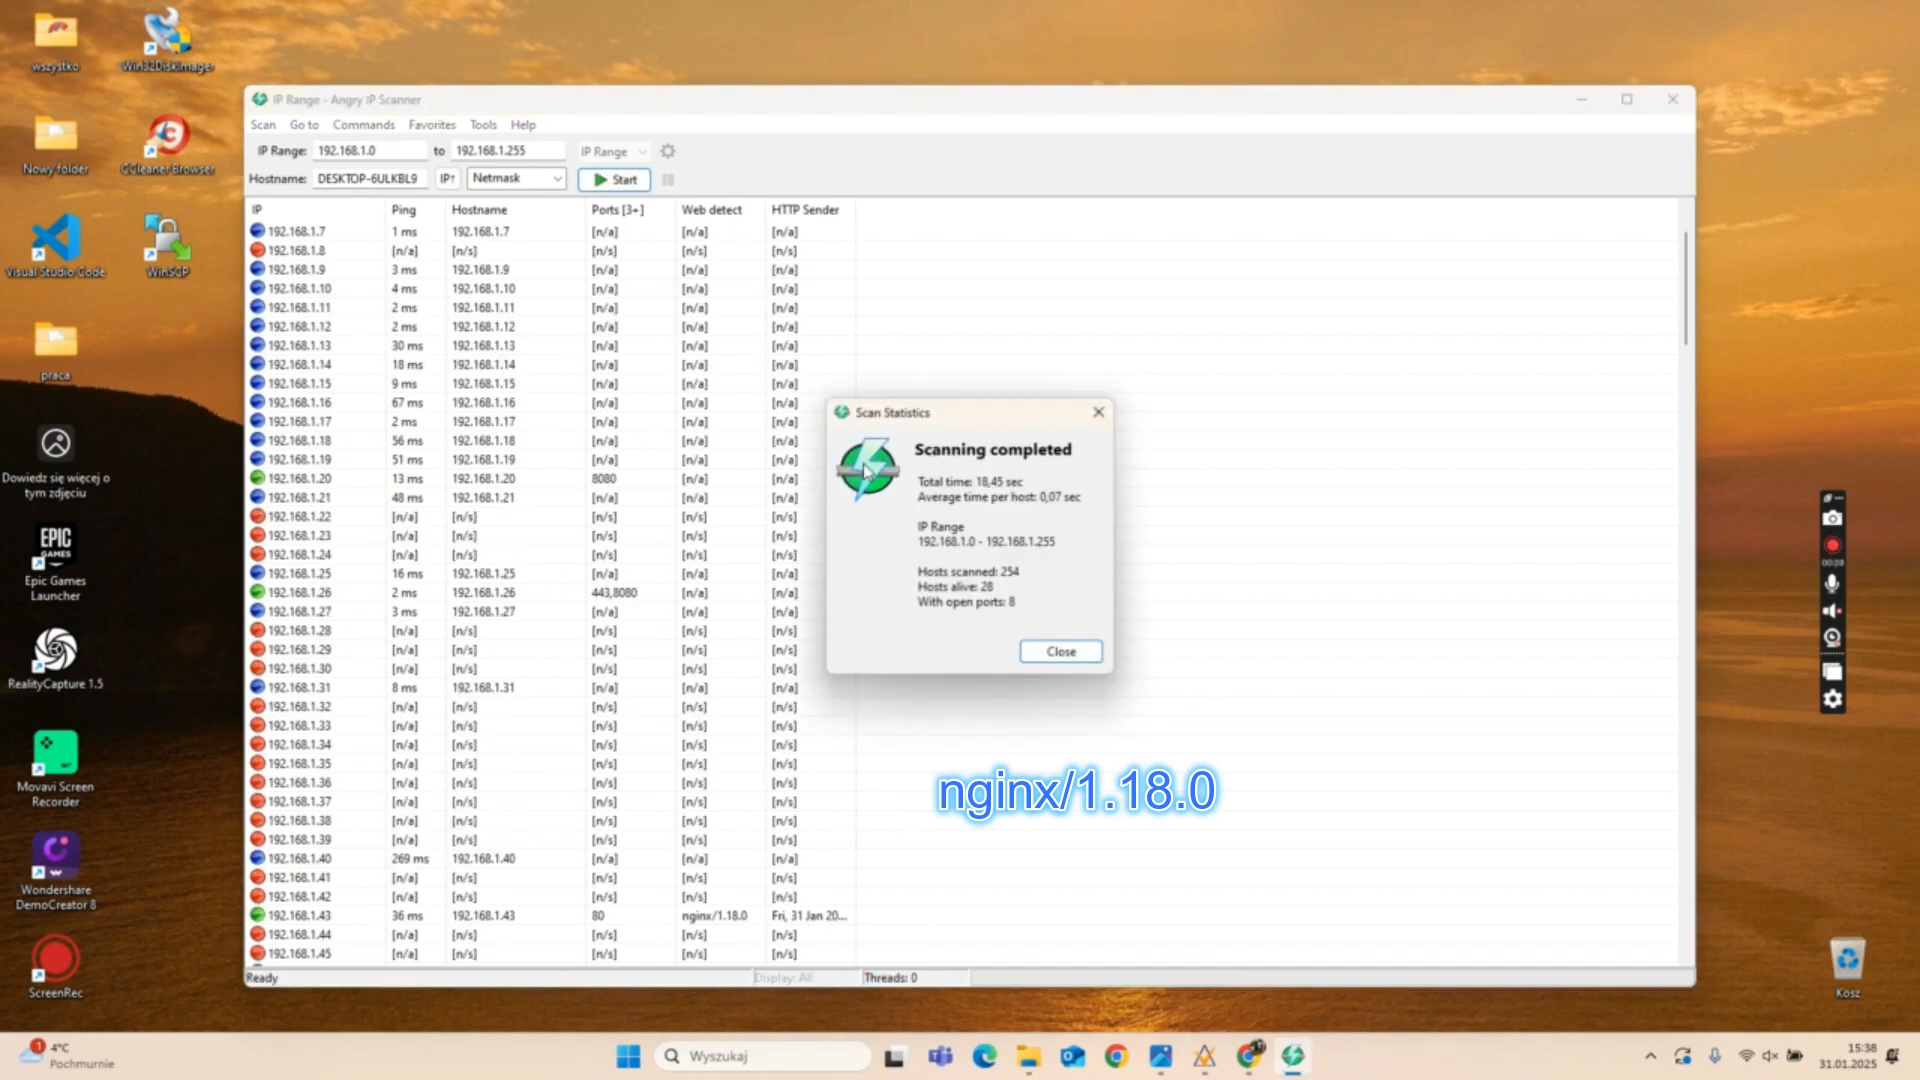 wszystko
Win32DiskImager
Nowy folder
CCleaner Browser
Visual Studio Code
WinSCP
praca
Dowiedz się więcej o
tym zdjęciu
EPIC
GAMES
Epic Games
Launcher
RealityCapture 1.5
Movavi Screen
Recorder
Wondershare
DemoCreator 8
ScreenRec
IP Range - Angry IP Scanner
Scan Go to Commands Favorites Tools Help
IP Range: 192.168.1.0 to 192.168.1.255 IP Range
Hostname: DESKTOP-6ULKBL9 IP↑ Netmask Start
IP Ping Hostname Ports [3+] Web detect HTTP Sender
192.168.1.7 1 ms 192.168.1.7 [n/a] [n/a] [n/a]
192.168.1.8 [n/a] [n/s] [n/s] [n/s] [n/s]
192.168.1.9 3 ms 192.168.1.9 [n/a] [n/a] [n/a]
192.168.1.10 4 ms 192.168.1.10 [n/a] [n/a] [n/a]
192.168.1.11 2 ms 192.168.1.11 [n/a] [n/a] [n/a]
192.168.1.12 2 ms 192.168.1.12 [n/a] [n/a] [n/a]
192.168.1.13 30 ms 192.168.1.13 [n/a] [n/a] [n/a]
192.168.1.14 18 ms 192.168.1.14 [n/a] [n/a] [n/a]
192.168.1.15 9 ms 192.168.1.15 [n/a] [n/a] [n/a]
192.168.1.16 67 ms 192.168.1.16 [n/a] [n/a] [n/a]
192.168.1.17 2 ms 192.168.1.17 [n/a] [n/a] [n/a]
192.168.1.18 56 ms 192.168.1.18 [n/a] [n/a] [n/a]
192.168.1.19 51 ms 192.168.1.19 [n/a] [n/a] [n/a]
192.168.1.20 13 ms 192.168.1.20 8080 [n/a] [n/a]
192.168.1.21 48 ms 192.168.1.21 [n/a] [n/a] [n/a]
192.168.1.22 [n/a] [n/s] [n/s] [n/s] [n/s]
192.168.1.23 [n/a] [n/s] [n/s] [n/s] [n/s]
192.168.1.24 [n/a] [n/s] [n/s] [n/s] [n/s]
192.168.1.25 16 ms 192.168.1.25 [n/a] [n/a] [n/a]
192.168.1.26 2 ms 192.168.1.26 443,8080 [n/a] [n/a]
192.168.1.27 3 ms 192.168.1.27 [n/a] [n/a] [n/a]
192.168.1.28 [n/a] [n/s] [n/s] [n/s] [n/s]
192.168.1.29 [n/a] [n/s] [n/s] [n/s] [n/s]
192.168.1.30 [n/a] [n/s] [n/s] [n/s] [n/s]
192.168.1.31 8 ms 192.168.1.31 [n/a] [n/a] [n/a]
192.168.1.32 [n/a] [n/s] [n/s] [n/s] [n/s]
192.168.1.33 [n/a] [n/s] [n/s] [n/s] [n/s]
192.168.1.34 [n/a] [n/s] [n/s] [n/s] [n/s]
192.168.1.35 [n/a] [n/s] [n/s] [n/s] [n/s]
192.168.1.36 [n/a] [n/s] [n/s] [n/s] [n/s]
192.168.1.37 [n/a] [n/s] [n/s] [n/s] [n/s]
192.168.1.38 [n/a] [n/s] [n/s] [n/s] [n/s]
192.168.1.39 [n/a] [n/s] [n/s] [n/s] [n/s]
192.168.1.40 269 ms 192.168.1.40 [n/a] [n/a] [n/a]
192.168.1.41 [n/a] [n/s] [n/s] [n/s] [n/s]
192.168.1.42 [n/a] [n/s] [n/s] [n/s] [n/s]
192.168.1.43 36 ms 192.168.1.43 80 nginx/1.18.0 Fri, 31 Jan 20...
192.168.1.44 [n/a] [n/s] [n/s] [n/s] [n/s]
192.168.1.45 [n/a] [n/s] [n/s] [n/s] [n/s]
Ready Display: All Threads: 0
Scan Statistics
Scanning completed
Total time: 18,45 sec
Average time per host: 0,07 sec
IP Range
192.168.1.0 - 192.168.1.255
Hosts scanned: 254
Hosts alive: 28
With open ports: 8
Close
nginx/1.18.0
00:28
Kosz
1
4°C
Pochmurnie
Wyszukaj
15:38
31.01.2025